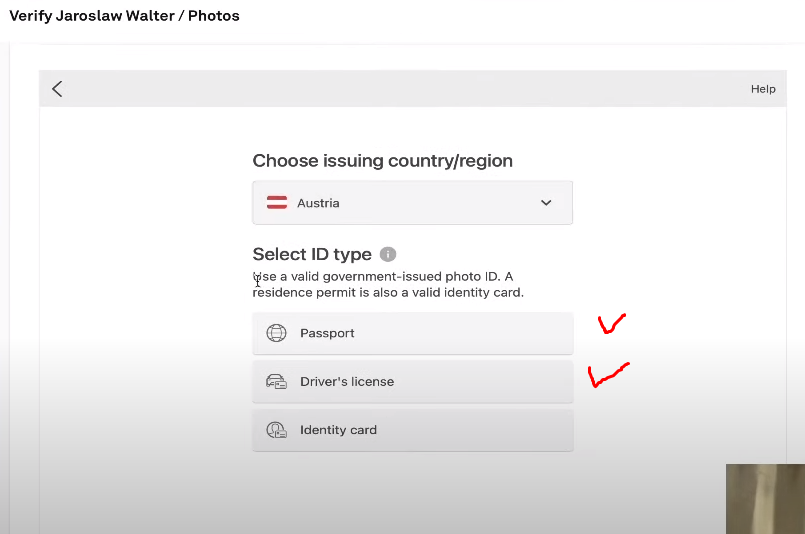 Verify Jaroslaw Walter / Photos
Help
Choose issuing country/region
Austria
Select ID type
Use a valid government-issued photo ID. A
residence permit is also a valid identity card.
Passport
Driver's license
Identity card